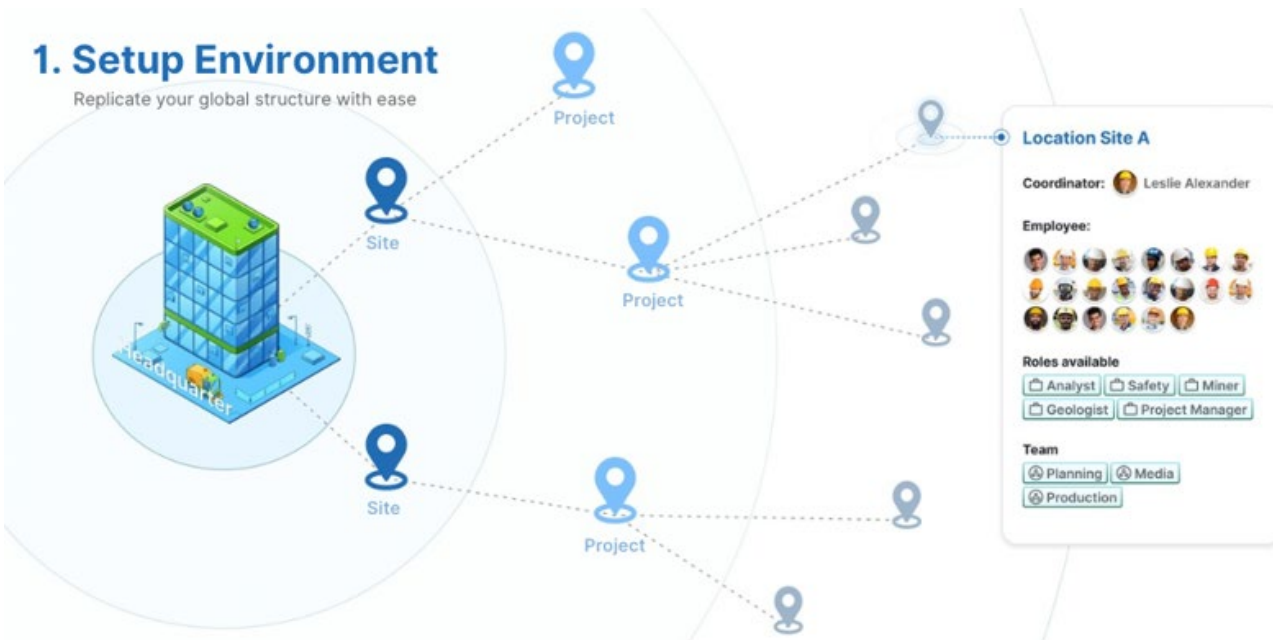 1. Setup Environment
Replicate your global structure with ease
Project
Site
Project
Headquarter
Site
Project
Location Site A
Coordinator: Leslie Alexander
Employee:
Roles available
Analyst Safety Miner
Geologist Project Manager
Team
Planning Media
Production